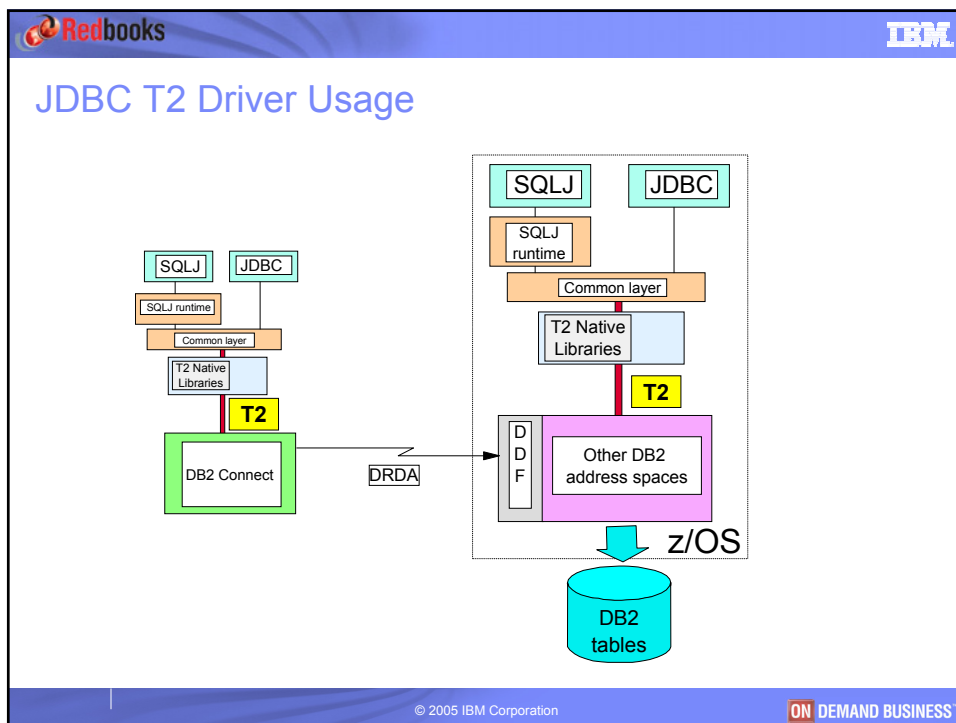 Redbooks
IBM
JDBC T2 Driver Usage
SQLJ
JDBC
SQLJ runtime
Common layer
T2 Native
Libraries
T2
DB2 Connect
DRDA
SQLJ
JDBC
SQLJ
runtime
Common layer
T2 Native
Libraries
T2
D
D
F
Other DB2
address spaces
z/OS
DB2
tables
© 2005 IBM Corporation
ON DEMAND BUSINESS™